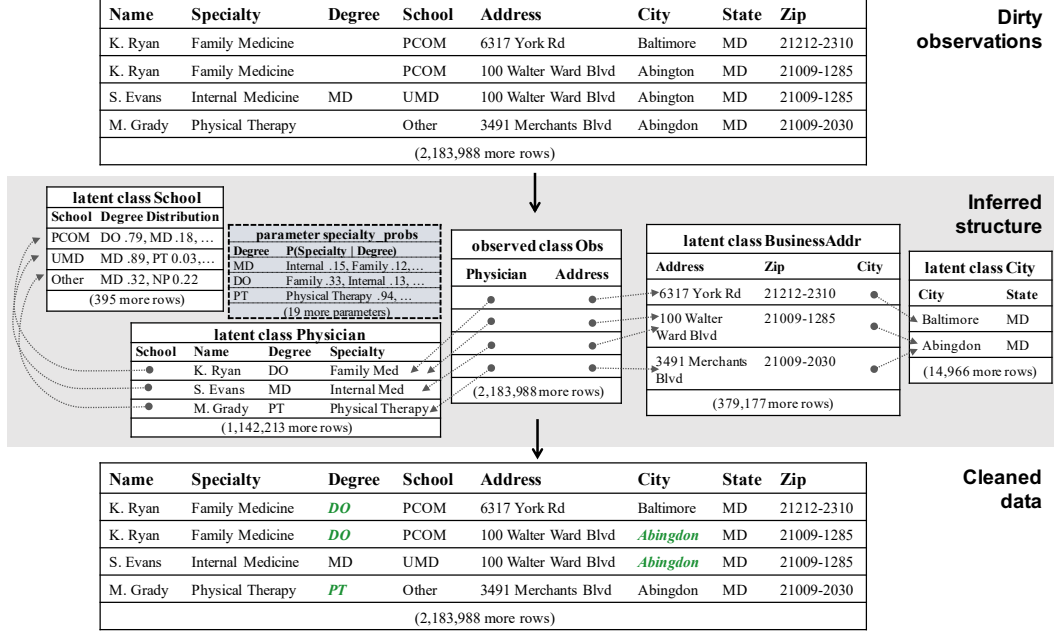 Dirty
observations
Name Specialty Degree School Address City State Zip
K. Ryan Family Medicine PCOM 6317 York Rd Baltimore MD 21212-2310
K. Ryan Family Medicine PCOM 100 Walter Ward Blvd Abington MD 21009-1285
S. Evans Internal Medicine MD UMD 100 Walter Ward Blvd Abington MD 21009-1285
M. Grady Physical Therapy Other 3491 Merchants Blvd Abingdon MD 21009-2030
(2,183,988 more rows)
Inferred
structure
latent class School
School Degree Distribution
PCOM DO .79, MD .18, …
UMD MD .89, PT 0.03,…
Other MD .32, NP 0.22
(395 more rows)
parameter specialty_probs
Degree P(Specialty | Degree)
MD Internal .15, Family .12,…
DO Family .33, Internal .13, …
PT Physical Therapy .94, …
(19 more parameters)
latent class Physician
School Name Degree Specialty
K. Ryan DO Family Med
S. Evans MD Internal Med
M. Grady PT Physical Therapy
(1,142,213 more rows)
observed class Obs
Physician Address
(2,183,988 more rows)
latent class BusinessAddr
Address Zip City
6317 York Rd 21212-2310
100 Walter 21009-1285
Ward Blvd
3491 Merchants 21009-2030
Blvd
(379,177 more rows)
latent class City
City State
Baltimore MD
Abingdon MD
(14,966 more rows)
Cleaned
data
Name Specialty Degree School Address City State Zip
K. Ryan Family Medicine DO PCOM 6317 York Rd Baltimore MD 21212-2310
K. Ryan Family Medicine DO PCOM 100 Walter Ward Blvd Abingdon MD 21009-1285
S. Evans Internal Medicine MD UMD 100 Walter Ward Blvd Abingdon MD 21009-1285
M. Grady Physical Therapy PT Other 3491 Merchants Blvd Abingdon MD 21009-2030
(2,183,988 more rows)